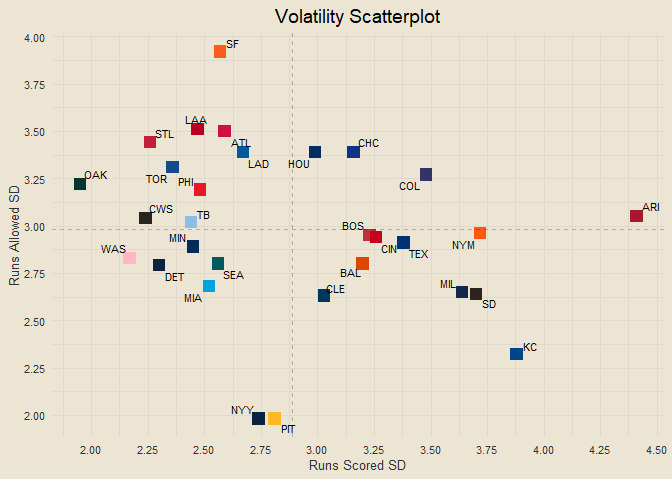 Volatility Scatterplot
4.00
3.75
3.50
3.25
3.00
2.75
2.50
2.25
2.00
Runs Allowed SD
SF
LAA
STL
ATL
LAD
HOU
CHC
TOR
PHI
OAK
COL
CWS
TB
ARI
MIN
BOS
CIN
TEX
NYM
WAS
DET
SEA
MIA
BAL
CLE
MIL
SD
KC
NYY
PIT
2.00 2.25 2.50 2.75 3.00 3.25 3.50 3.75 4.00 4.25 4.50
Runs Scored SD